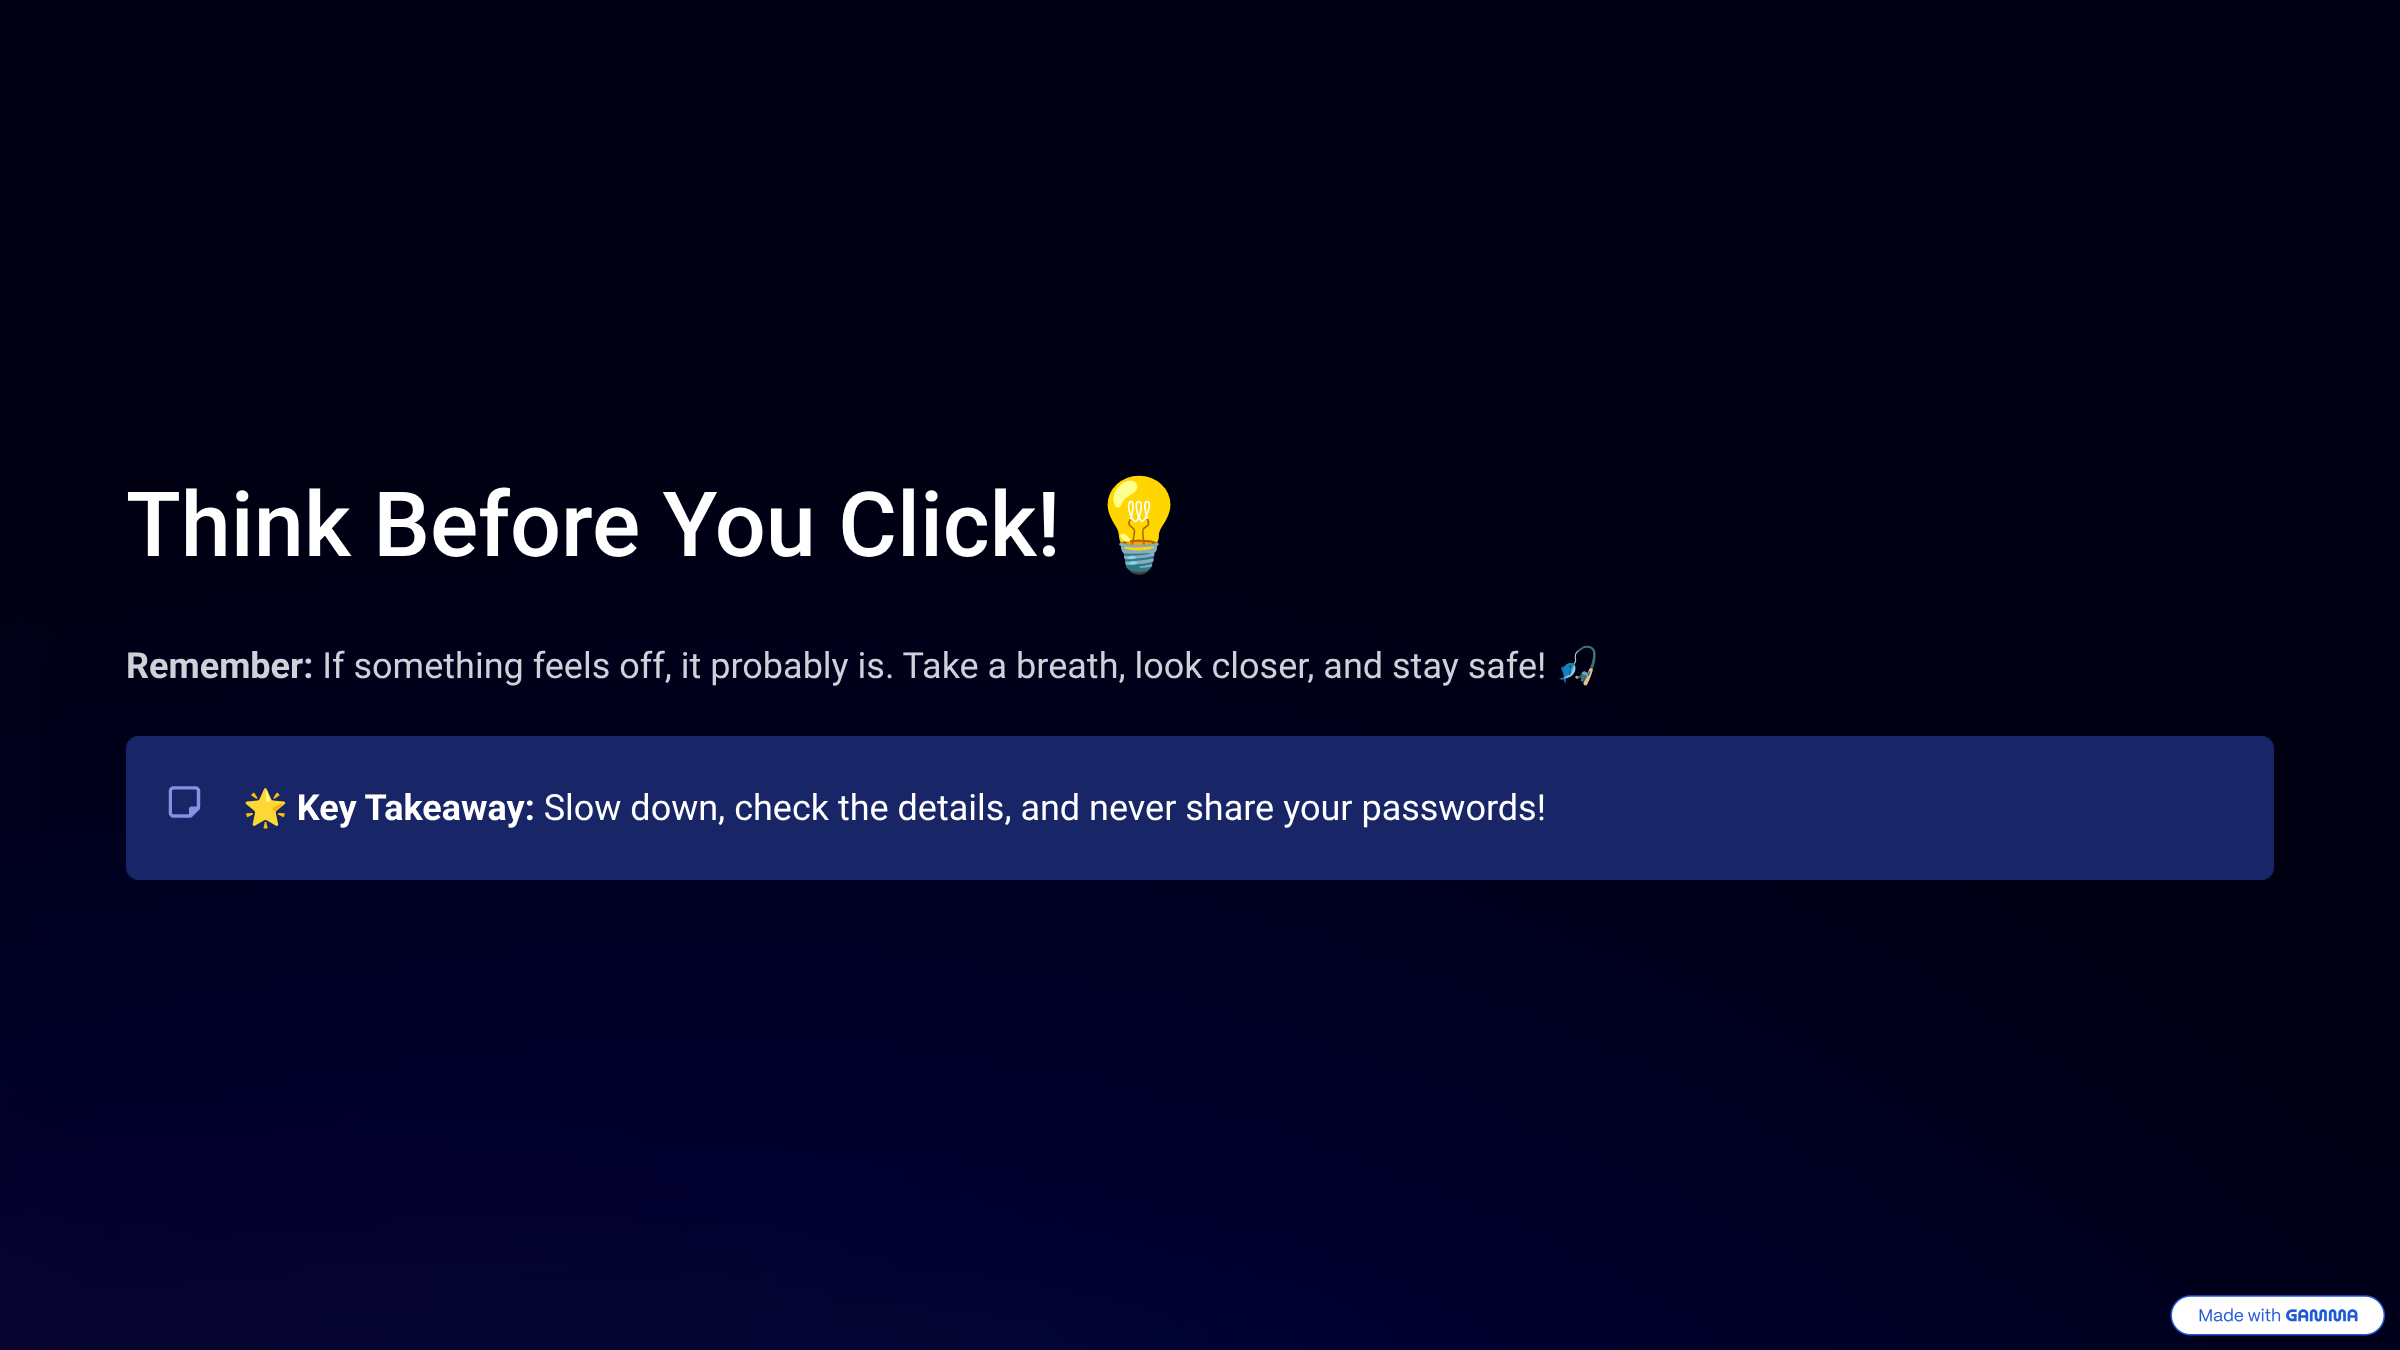 Think Before You Click! 💡
Remember: If something feels off, it probably is. Take a breath, look closer, and stay safe! 🎣
🌟 Key Takeaway: Slow down, check the details, and never share your passwords!
Made with GAMMA